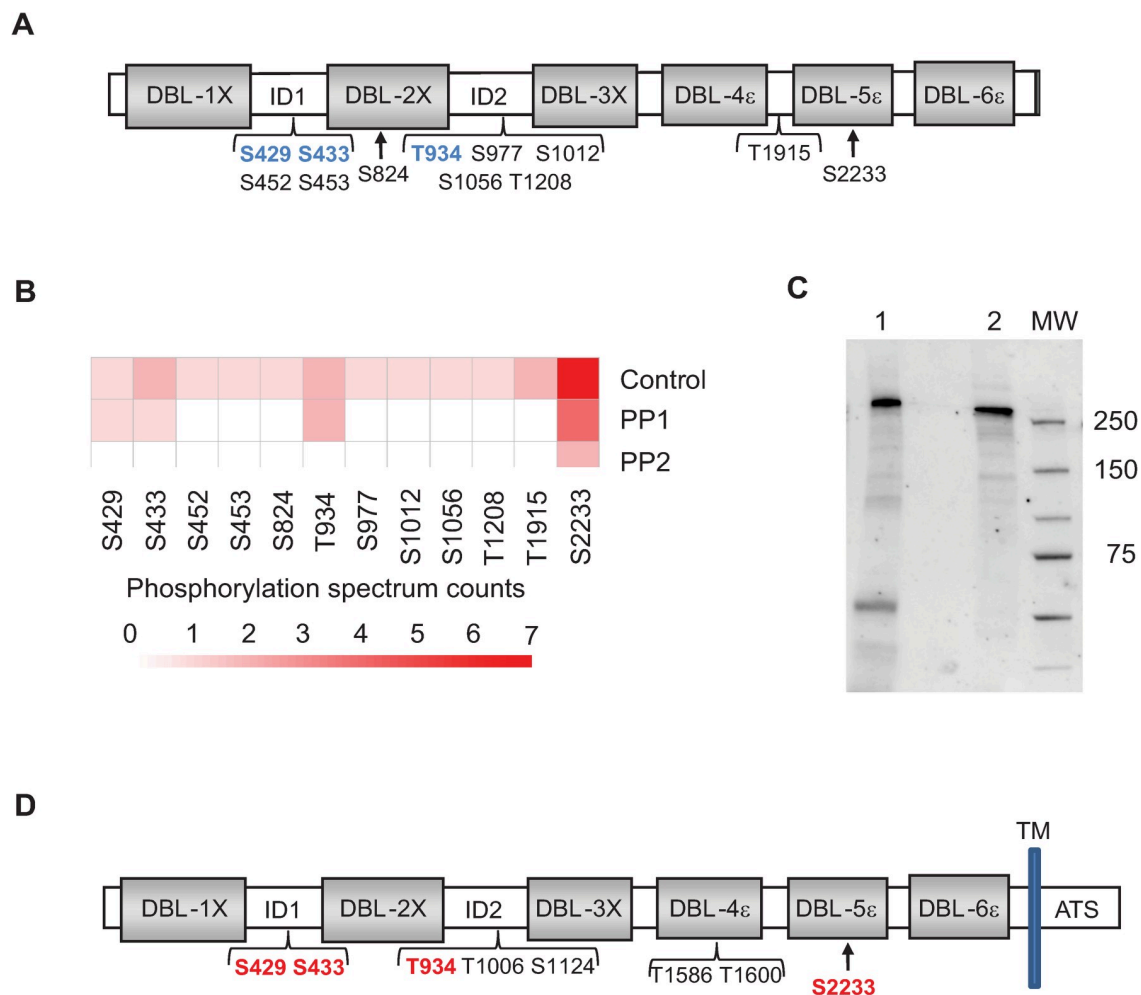 A
DBL-1X ID1 DBL-2X ID2 DBL-3X DBL-4ε DBL-5ε DBL-6ε
S429 S433 T934 S977 S1012 T1915
S452 S453 S824 S1056 T1208 S2233
B
Control
PP1
PP2
S429 S433 S452 S453 S824 T934 S977 S1012 S1056 T1208 T1915 S2233
Phosphorylation spectrum counts
0 1 2 3 4 5 6 7
C
1 2 MW
250
150
75
D
TM
DBL-1X ID1 DBL-2X ID2 DBL-3X DBL-4ε DBL-5ε DBL-6ε ATS
S429 S433 T934 T1006 S1124 T1586 T1600
S2233